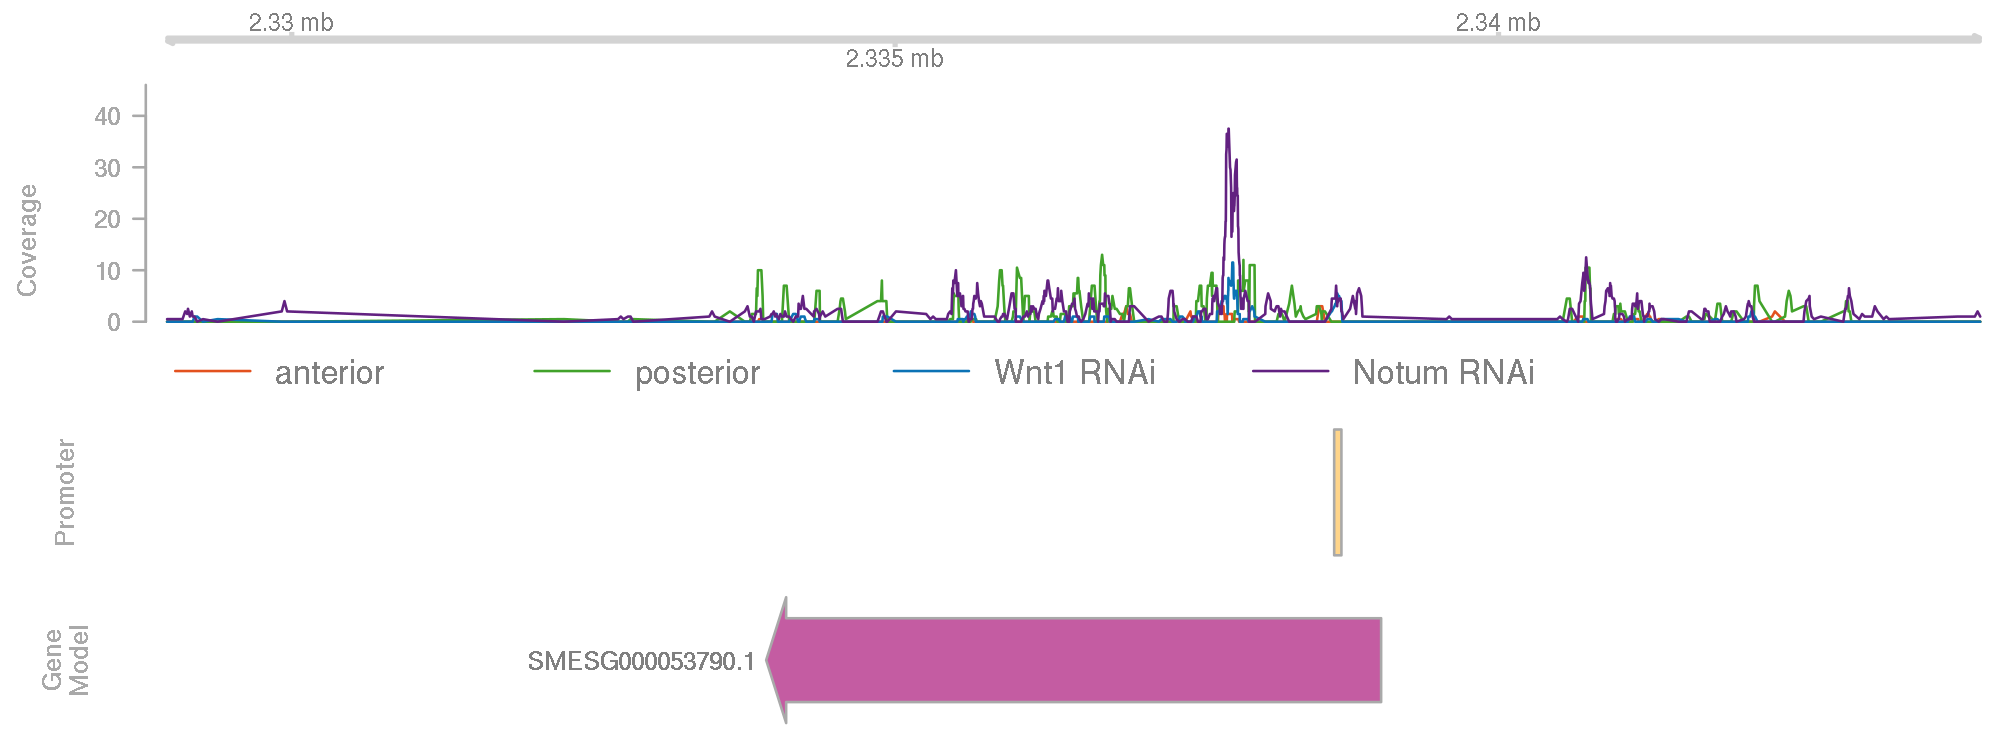 2.33 mb
2.34 mb
2.335 mb
Coverage
40
30
20
10
0
anterior
posterior
Wnt1 RNAi
Notum RNAi
Promoter
Gene
Model
SMESG000053790.1